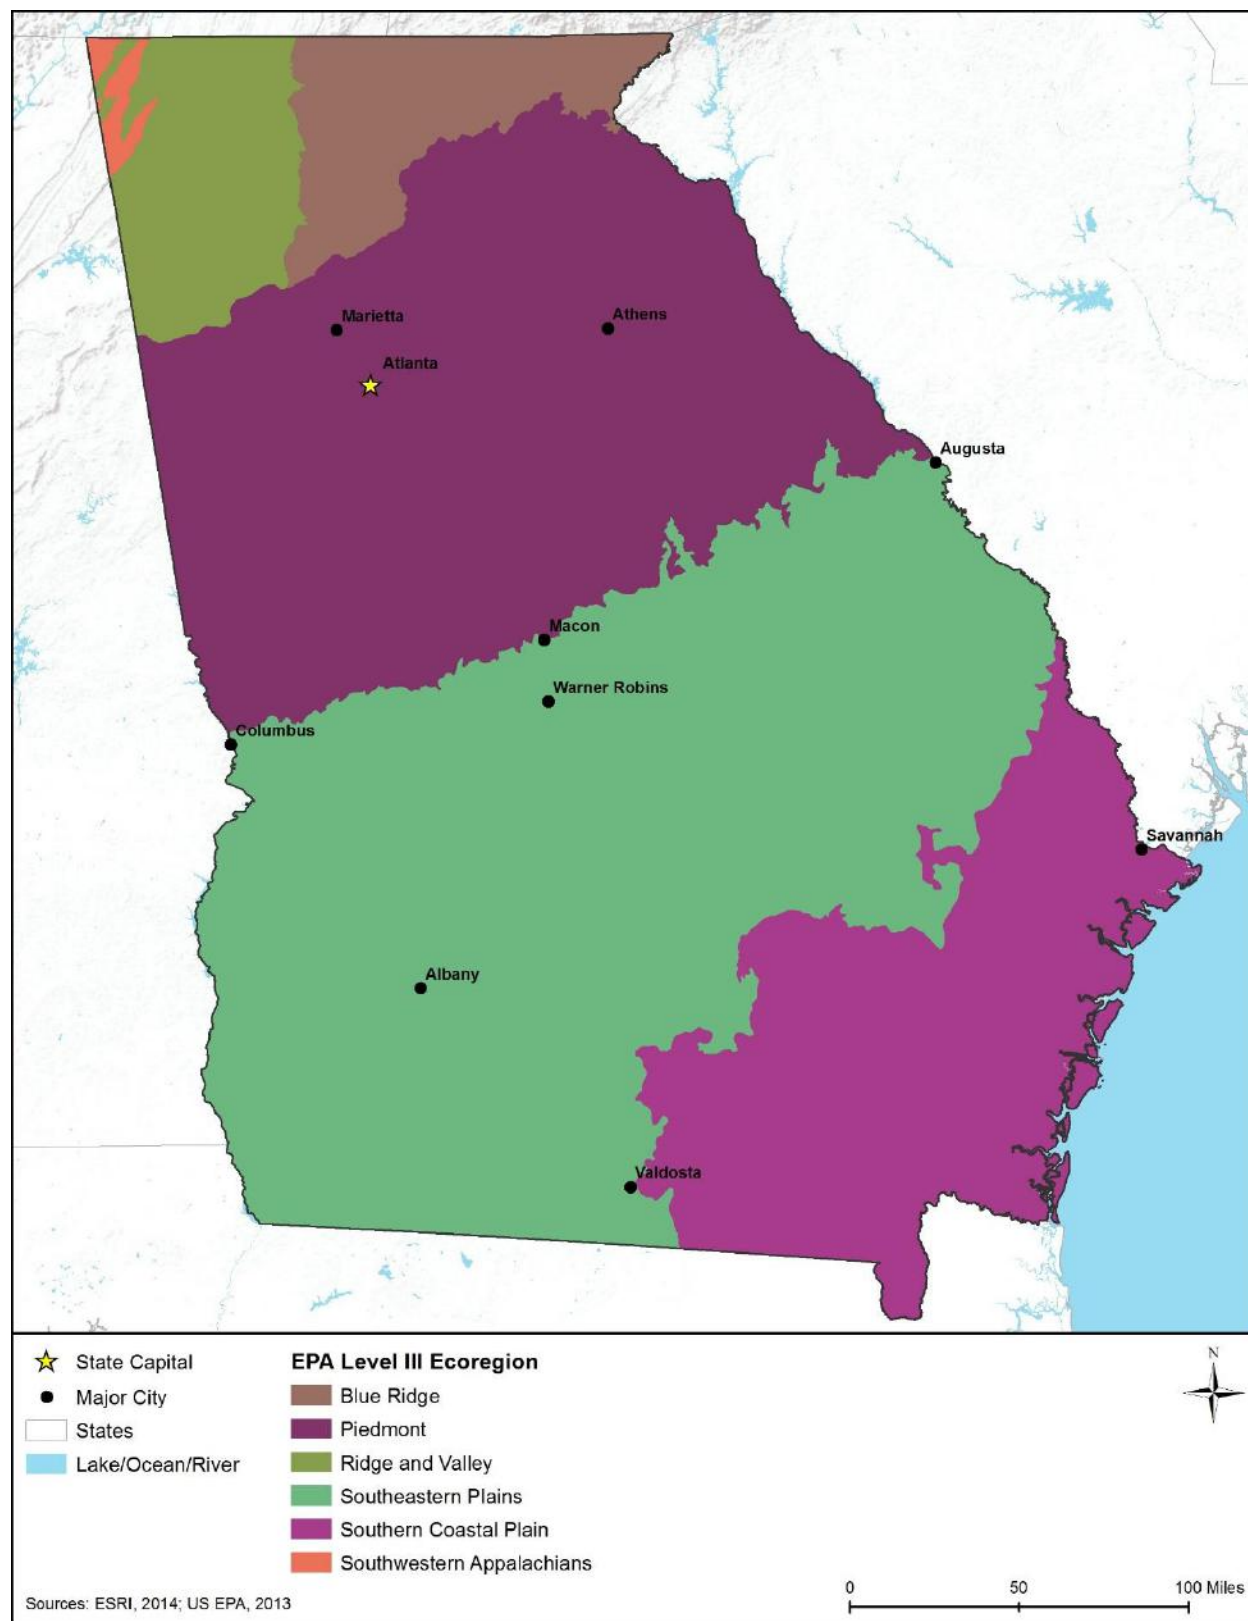 Marietta
Athens
Atlanta
Augusta
Macon
Warner Robins
Columbus
Savannah
Albany
Valdosta
State Capital
Major City
States
Lake/Ocean/River
EPA Level III Ecoregion
Blue Ridge
Piedmont
Ridge and Valley
Southeastern Plains
Southern Coastal Plain
Southwestern Appalachians
N
0 50 100 Miles
Sources: ESRI, 2014; US EPA, 2013